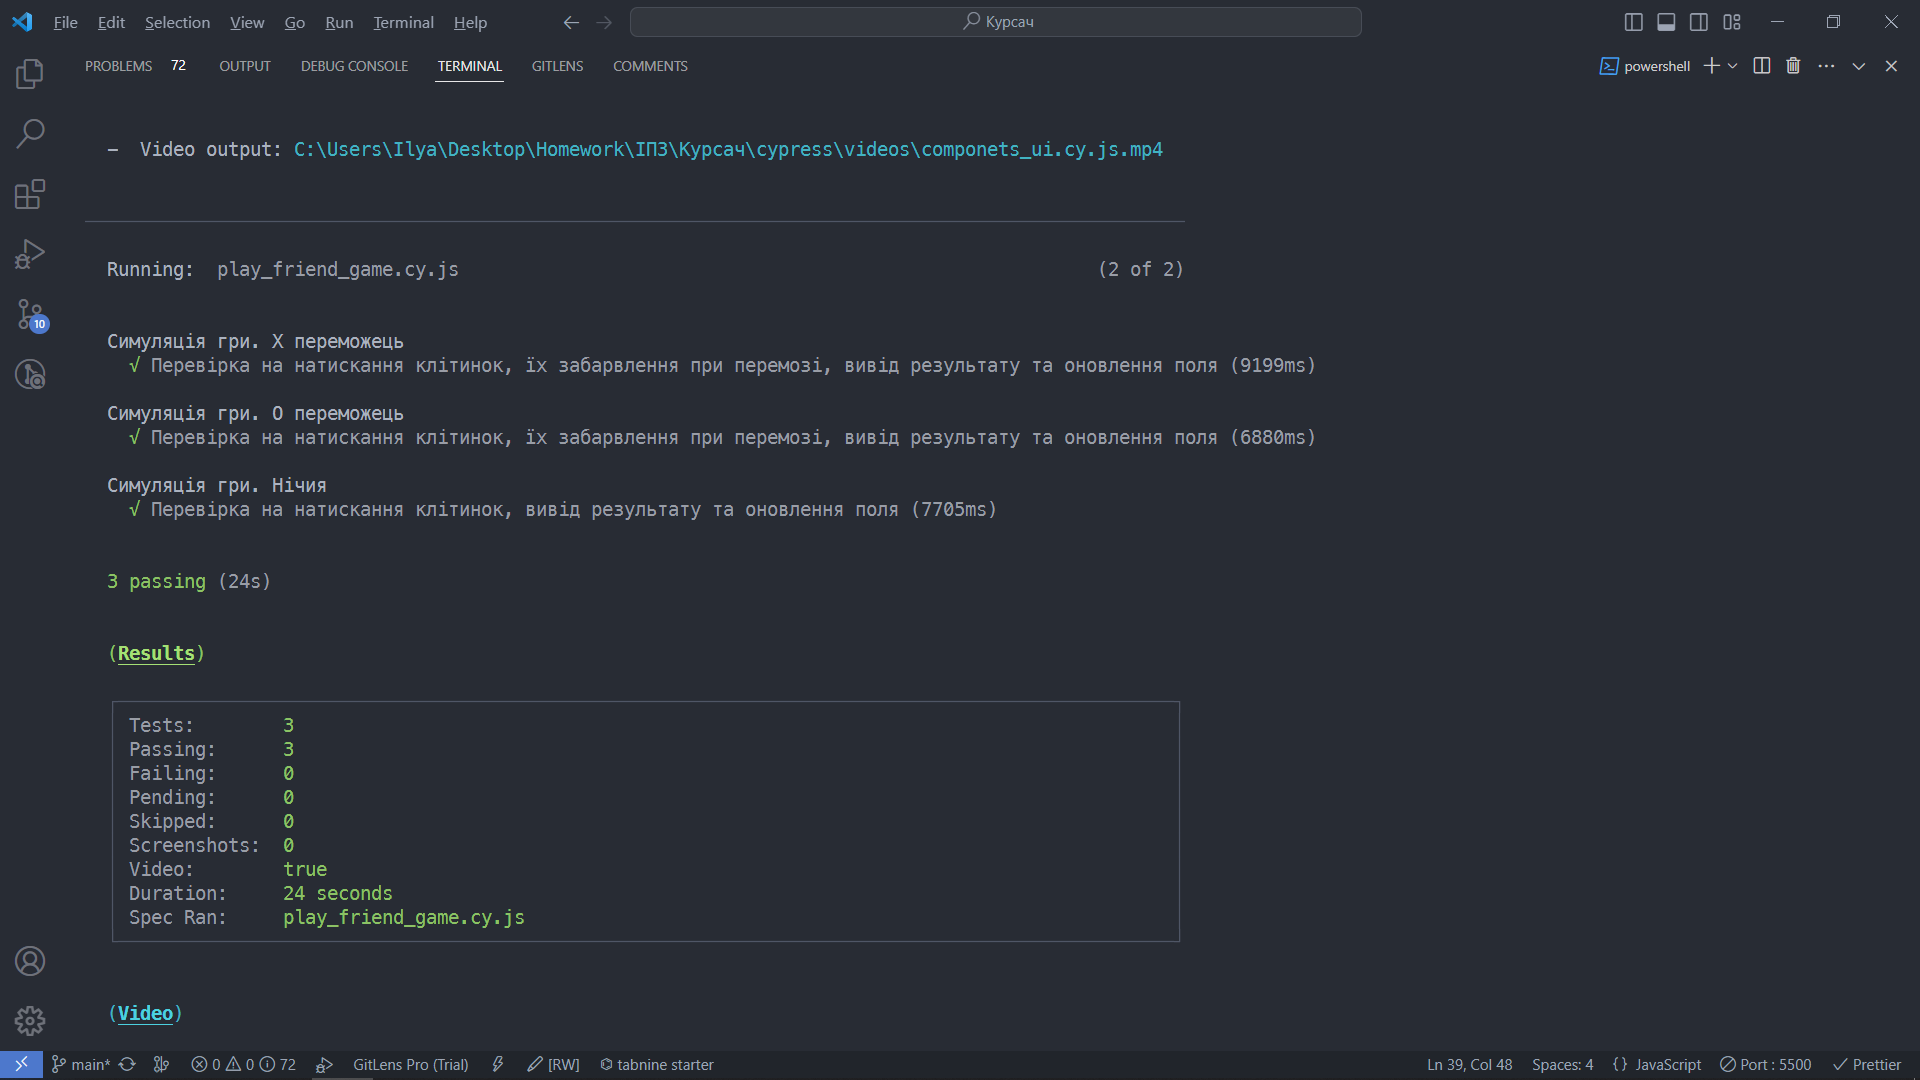 File Edit Selection View Go Run Terminal Help Курсач
PROBLEMS 72 OUTPUT DEBUG CONSOLE TERMINAL GITLENS COMMENTS powershell
- Video output: C:\Users\Ilya\Desktop\Homework\ІПЗ\Курсач\cypress\videos\componets_ui.cy.js.mp4
Running: play_friend_game.cy.js (2 of 2)
Симуляція гри. X переможець
√ Перевірка на натискання клітинок, їх забарвлення при перемозі, вивід результату та оновлення поля (9199ms)
Симуляція гри. O переможець
√ Перевірка на натискання клітинок, їх забарвлення при перемозі, вивід результату та оновлення поля (6880ms)
Симуляція гри. Нічия
√ Перевірка на натискання клітинок, вивід результату та оновлення поля (7705ms)
3 passing (24s)
(Results)
Tests: 3
Passing: 3
Failing: 0
Pending: 0
Skipped: 0
Screenshots: 0
Video: true
Duration: 24 seconds
Spec Ran: play_friend_game.cy.js
(Video)
10
main* 0 0 72 GitLens Pro (Trial) [RW] tabnine starter Ln 39, Col 48 Spaces: 4 {} JavaScript Port : 5500 Prettier